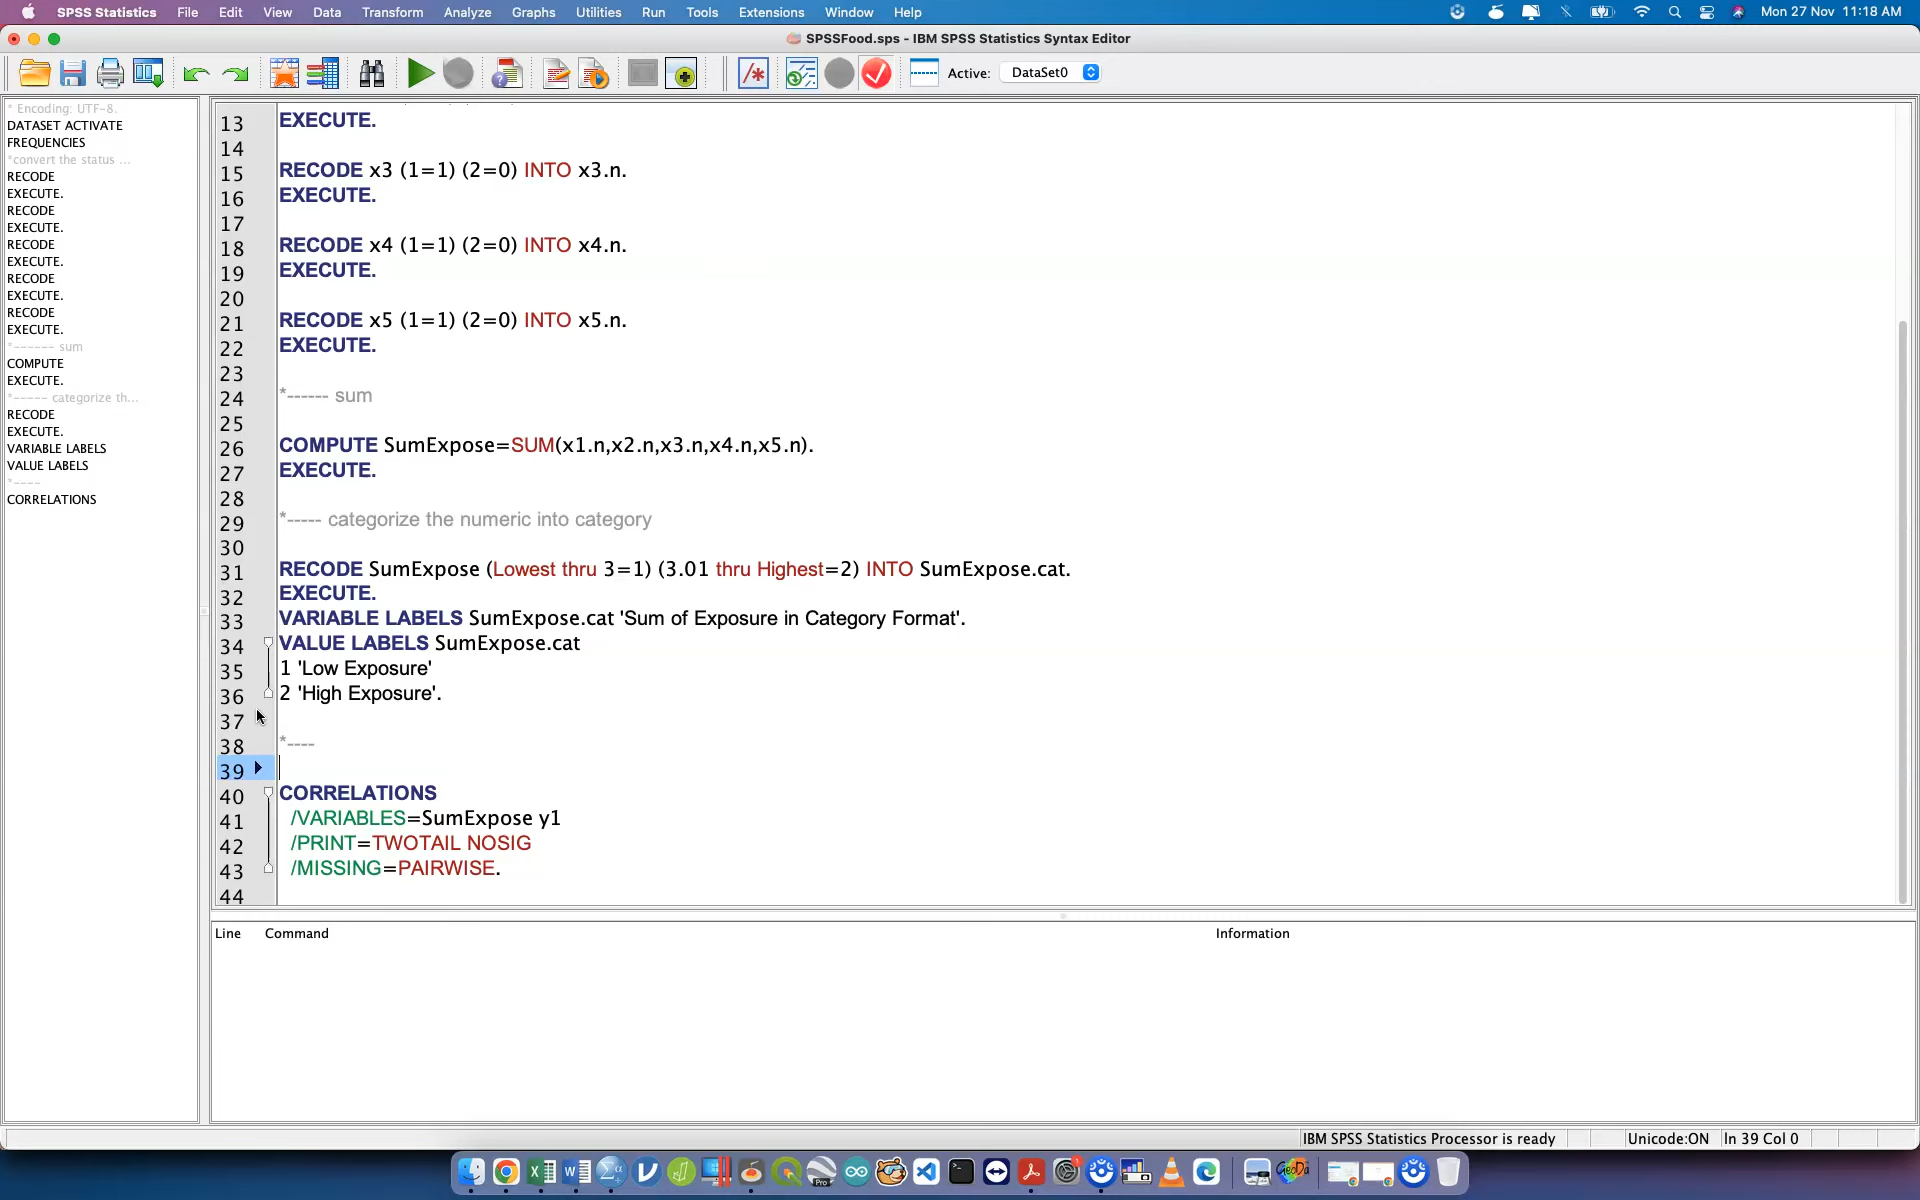 SPSS Statistics File Edit View Data Transform Analyze Graphs Utilities Run Tools Extensions Window Help Mon 27 Nov 11:18 AM
SPSSFood.sps - IBM SPSS Statistics Syntax Editor
Active: DataSet0
* Encoding: UTF-8.
DATASET ACTIVATE
FREQUENCIES
*convert the status ...
RECODE
EXECUTE.
RECODE
EXECUTE.
RECODE
EXECUTE.
RECODE
EXECUTE.
RECODE
EXECUTE.
*------ sum
COMPUTE
EXECUTE.
*----- categorize th...
RECODE
EXECUTE.
VARIABLE LABELS
VALUE LABELS
*----
CORRELATIONS
13 EXECUTE.
14
15 RECODE x3 (1=1) (2=0) INTO x3.n.
16 EXECUTE.
17
18 RECODE x4 (1=1) (2=0) INTO x4.n.
19 EXECUTE.
20
21 RECODE x5 (1=1) (2=0) INTO x5.n.
22 EXECUTE.
23
24 *------ sum
25
26 COMPUTE SumExpose=SUM(x1.n,x2.n,x3.n,x4.n,x5.n).
27 EXECUTE.
28
29 *----- categorize the numeric into category
30
31 RECODE SumExpose (Lowest thru 3=1) (3.01 thru Highest=2) INTO SumExpose.cat.
32 EXECUTE.
33 VARIABLE LABELS SumExpose.cat 'Sum of Exposure in Category Format'.
34 VALUE LABELS SumExpose.cat
35 1 'Low Exposure'
36 2 'High Exposure'.
37
38 *----
39
40 CORRELATIONS
41 /VARIABLES=SumExpose y1
42 /PRINT=TWOTAIL NOSIG
43 /MISSING=PAIRWISE.
44
Line Command Information
IBM SPSS Statistics Processor is ready Unicode:ON In 39 Col 0
Pro
GeoDa